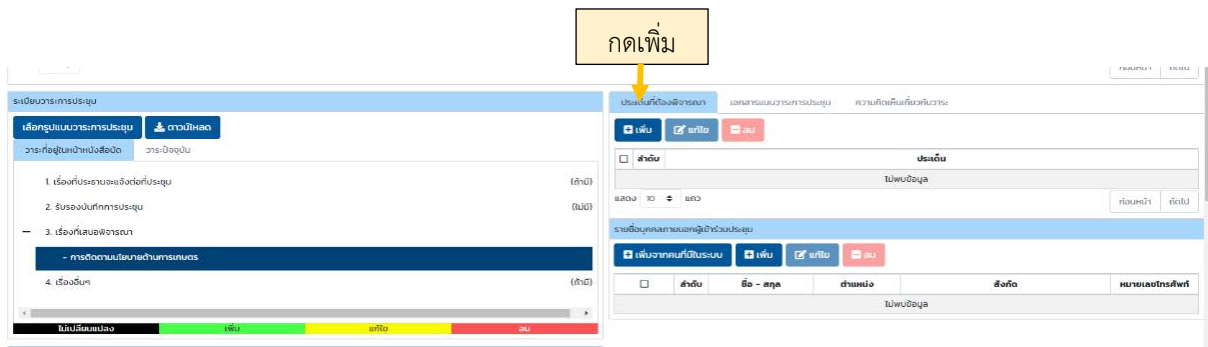 กดเพิ่ม
ก่อนหน้า ถัดไป
ระเบียบวาระการประชุม
เลือกรูปแบบวาระการประชุม ดาวน์โหลด
วาระที่อยู่ในหน้าหนังสือนัด วาระปัจจุบัน
1. เรื่องที่ประธานจะแจ้งต่อที่ประชุม (ถ้ามี)
2. รับรองบันทึกการประชุม (ไม่มี)
3. เรื่องที่เสนอพิจารณา
- การติดตามนโยบายด้านการเกษตร
4. เรื่องอื่นๆ (ถ้ามี)
ไม่เปลี่ยนแปลง เพิ่ม แก้ไข ลบ
ประเด็นที่ต้องพิจารณา เอกสารแนบวาระการประชุม ความคิดเห็นเกี่ยวกับวาระ
เพิ่ม แก้ไข ลบ
ลำดับ ประเด็น
ไม่พบข้อมูล
แสดง 10 แถว ก่อนหน้า ถัดไป
รายชื่อบุคคลภายนอกผู้เข้าร่วมประชุม
เพิ่มจากคนที่มีในระบบ เพิ่ม แก้ไข ลบ
ลำดับ ชื่อ - สกุล ตำแหน่ง สังกัด หมายเลขโทรศัพท์
ไม่พบข้อมูล